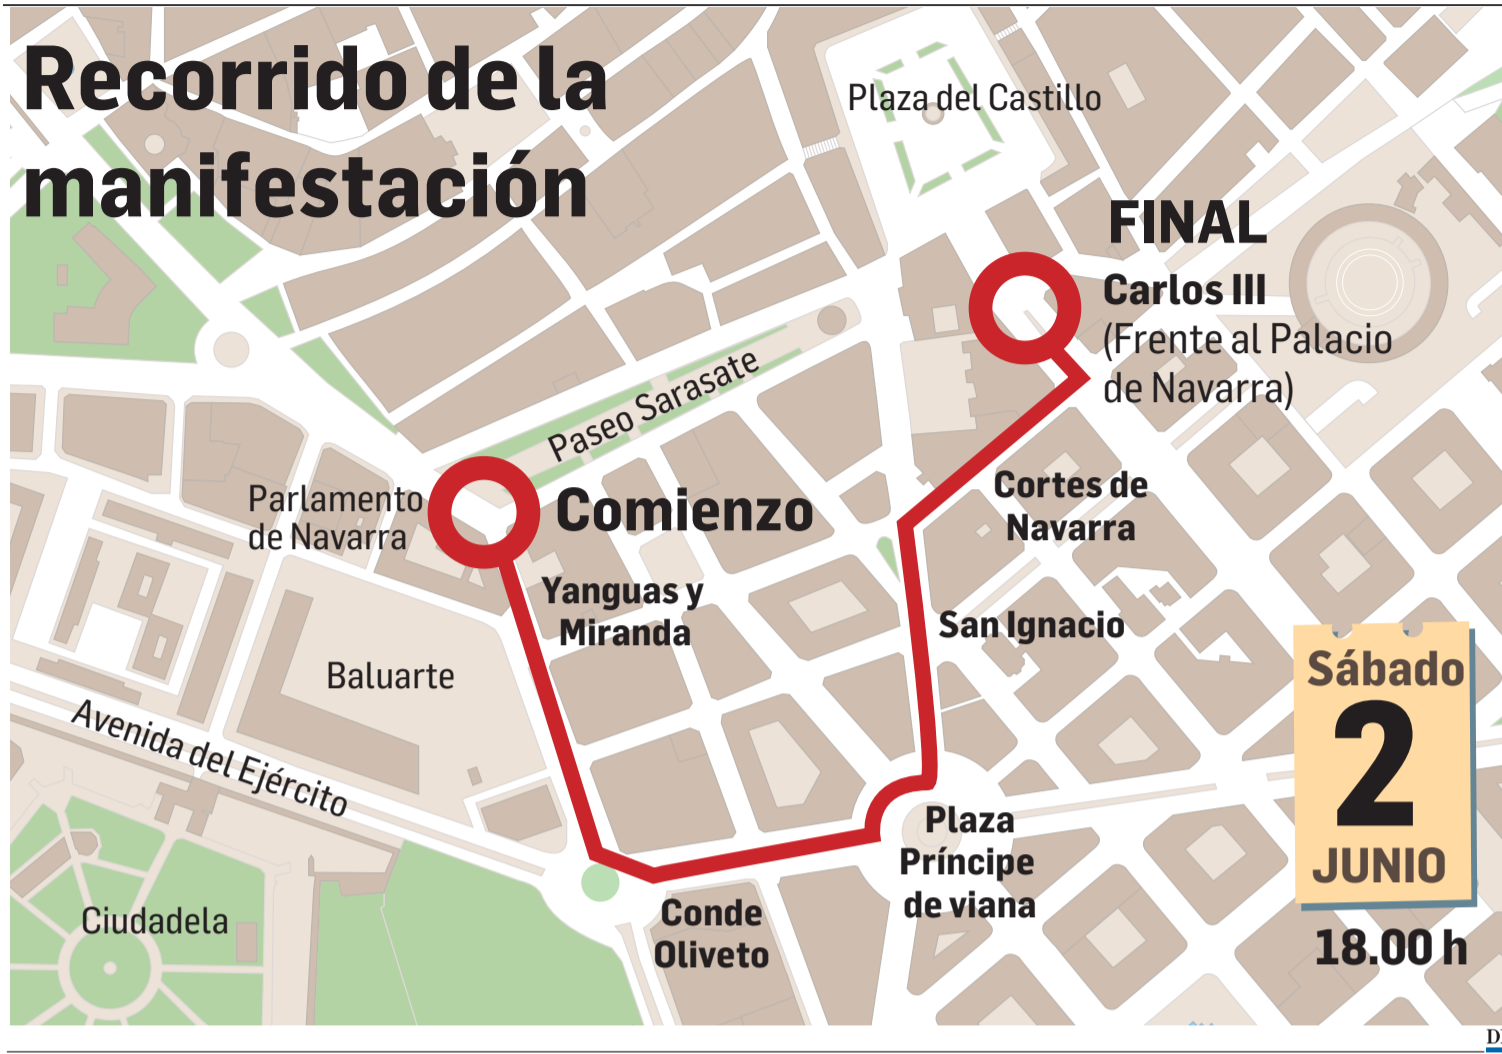 Recorrido de la
manifestación
Plaza del Castillo
FINAL
Carlos III
(Frente al Palacio
de Navarra)
Paseo Sarasate
Parlamento
de Navarra
Comienzo
Cortes de
Navarra
Yanguas y
Miranda
San Ignacio
Baluarte
Avenida del Ejército
Sábado
2
JUNIO
18.00 h
Plaza
Príncipe
de viana
Ciudadela
Conde
Oliveto